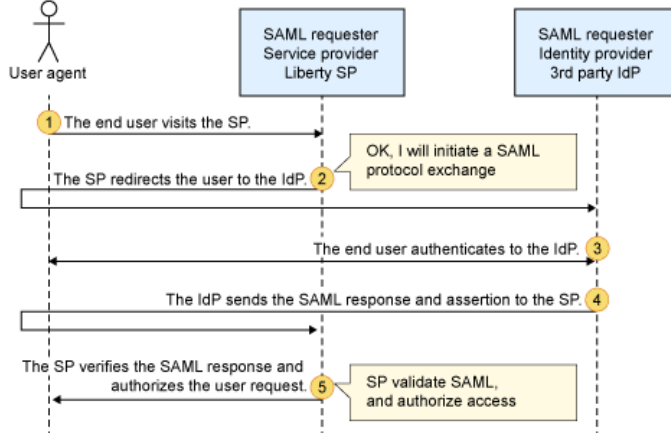 User agent
SAML requester
Service provider
Liberty SP
SAML requester
Identity provider
3rd party IdP
1
The end user visits the SP.
OK, I will initiate a SAML
protocol exchange
The SP redirects the user to the IdP.
2
The end user authenticates to the IdP.
3
The IdP sends the SAML response and assertion to the SP.
4
The SP verifies the SAML response and
authorizes the user request.
5
SP validate SAML,
and authorize access